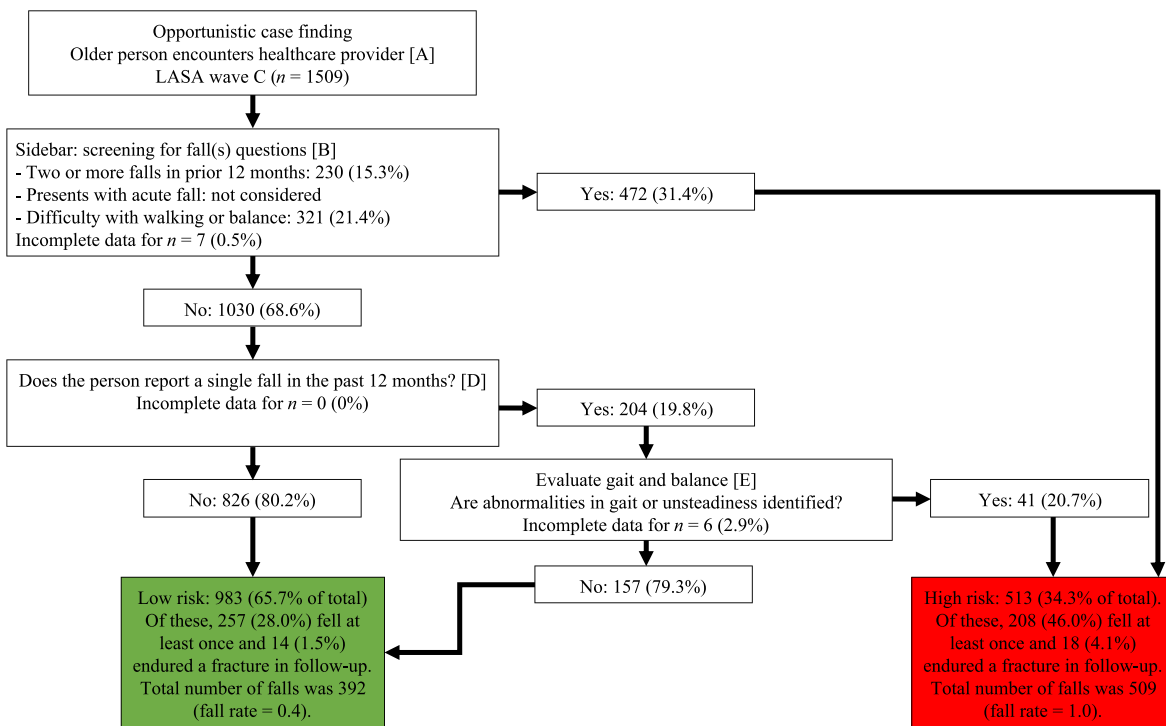 Opportunistic case finding
Older person encounters healthcare provider [A]
LASA wave C (n = 1509)
Sidebar: screening for fall(s) questions [B]
- Two or more falls in prior 12 months: 230 (15.3%)
- Presents with acute fall: not considered
- Difficulty with walking or balance: 321 (21.4%)
Incomplete data for n = 7 (0.5%)
Yes: 472 (31.4%)
No: 1030 (68.6%)
Does the person report a single fall in the past 12 months? [D]
Incomplete data for n = 0 (0%)
Yes: 204 (19.8%)
No: 826 (80.2%)
Evaluate gait and balance [E]
Are abnormalities in gait or unsteadiness identified?
Incomplete data for n = 6 (2.9%)
Yes: 41 (20.7%)
No: 157 (79.3%)
Low risk: 983 (65.7% of total)
Of these, 257 (28.0%) fell at
least once and 14 (1.5%)
endured a fracture in follow-up.
Total number of falls was 392
(fall rate = 0.4).
High risk: 513 (34.3% of total).
Of these, 208 (46.0%) fell at
least once and 18 (4.1%)
endured a fracture in follow-up.
Total number of falls was 509
(fall rate = 1.0).